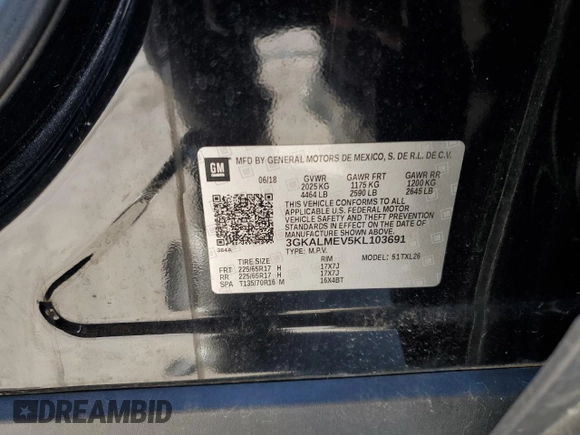 GM
MFD BY GENERAL MOTORS DE MEXICO, S. DE R.L. DE C.V.
06/18 GVWR GAWR FRT GAWR RR
2025 KG 1175 KG 1200 KG
4464 LB 2590 LB 2645 LB
THIS VEHICLE CONFORMS TO ALL
APPLICABLE U.S. FEDERAL MOTOR
VEHICLE SAFETY AND THEFT PREVENTION
STANDARDS IN EFFECT ON THE DATE OF
MANUFACTURE SHOWN ABOVE.
3GKALMEV5KL103691
384A TYPE: M.P.V. MODEL: 51TXL26
TIRE SIZE RIM
FRT 225/65R17 H 17X7J
RR 225/65R17 H 17X7J
SPA T135/70R16 M 16X4BT
DREAMBID